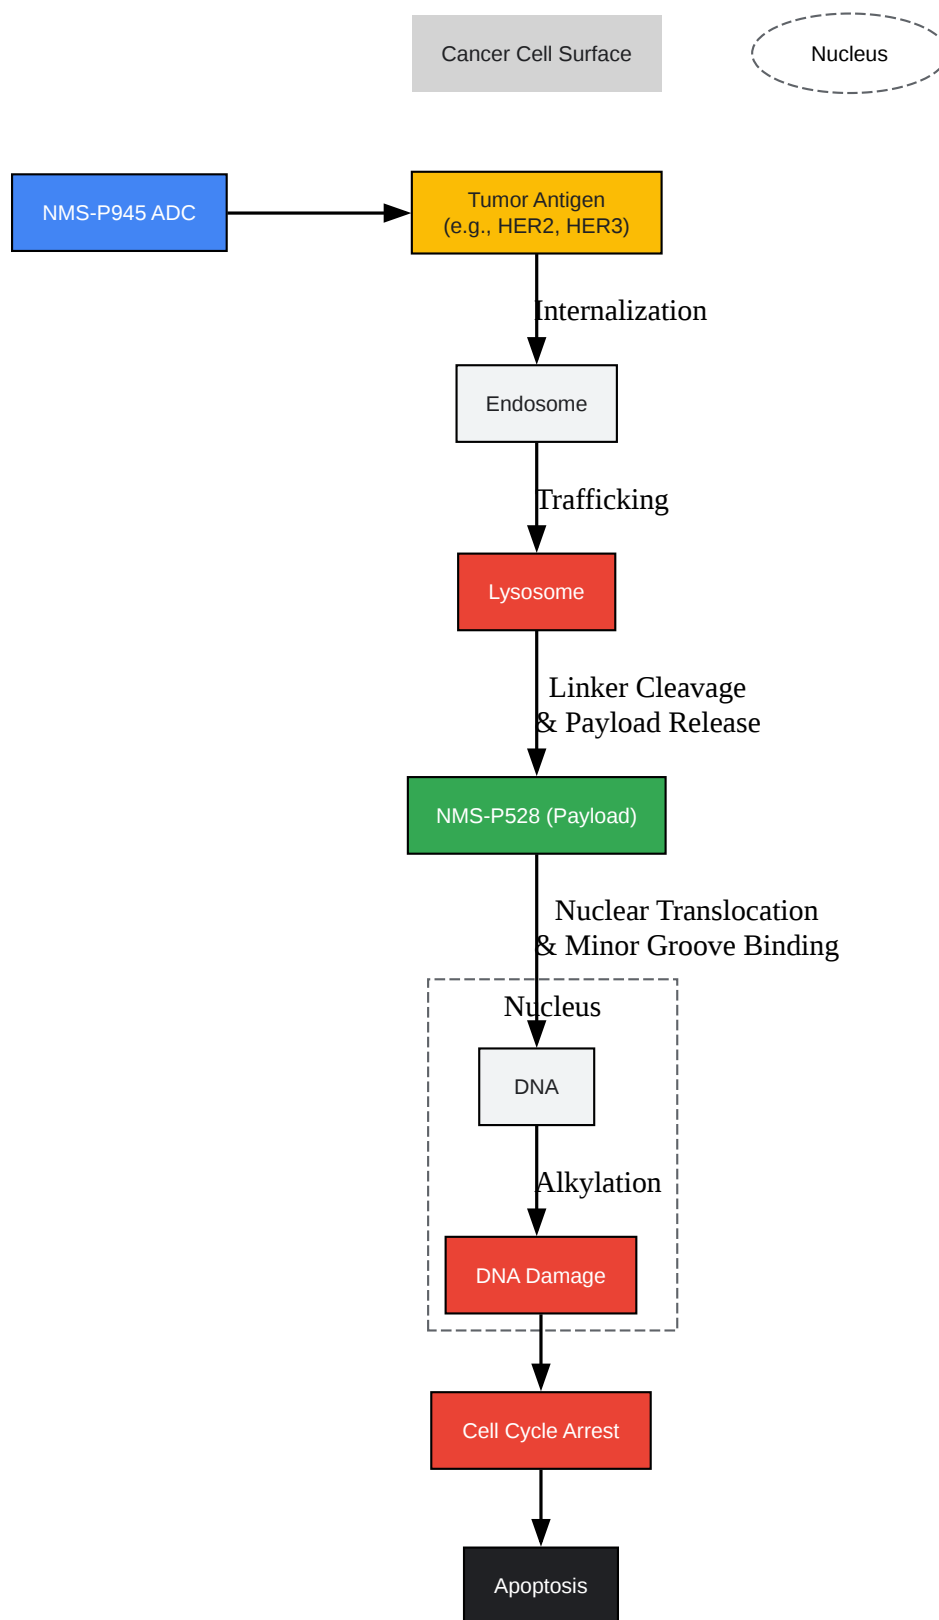 Cancer Cell Surface
Nucleus
NMS-P945 ADC
Tumor Antigen
(e.g., HER2, HER3)
Internalization
Endosome
Trafficking
Lysosome
Linker Cleavage
& Payload Release
NMS-P528 (Payload)
Nuclear Translocation
& Minor Groove Binding
Nucleus
DNA
Alkylation
DNA Damage
Cell Cycle Arrest
Apoptosis